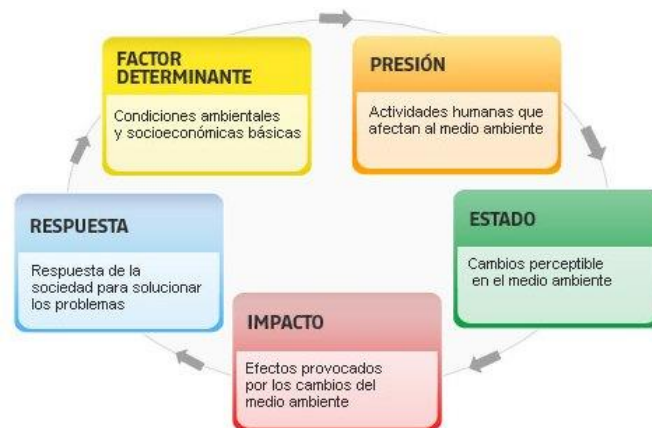 FACTOR
DETERMINANTE
Condiciones ambientales
y socioeconómicas básicas
PRESIÓN
Actividades humanas que
afectan al medio ambiente
ESTADO
Cambios perceptible
en el medio ambiente
IMPACTO
Efectos provocados
por los cambios del
medio ambiente
RESPUESTA
Respuesta de la
sociedad para solucionar
los problemas